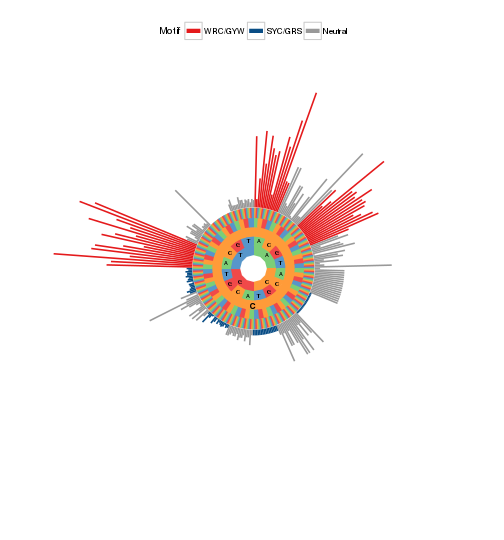 Motif WRC/GYW SYC/GRS Neutral
T A
G C
C T A G
A T
T A
G G C C
C A T G
C